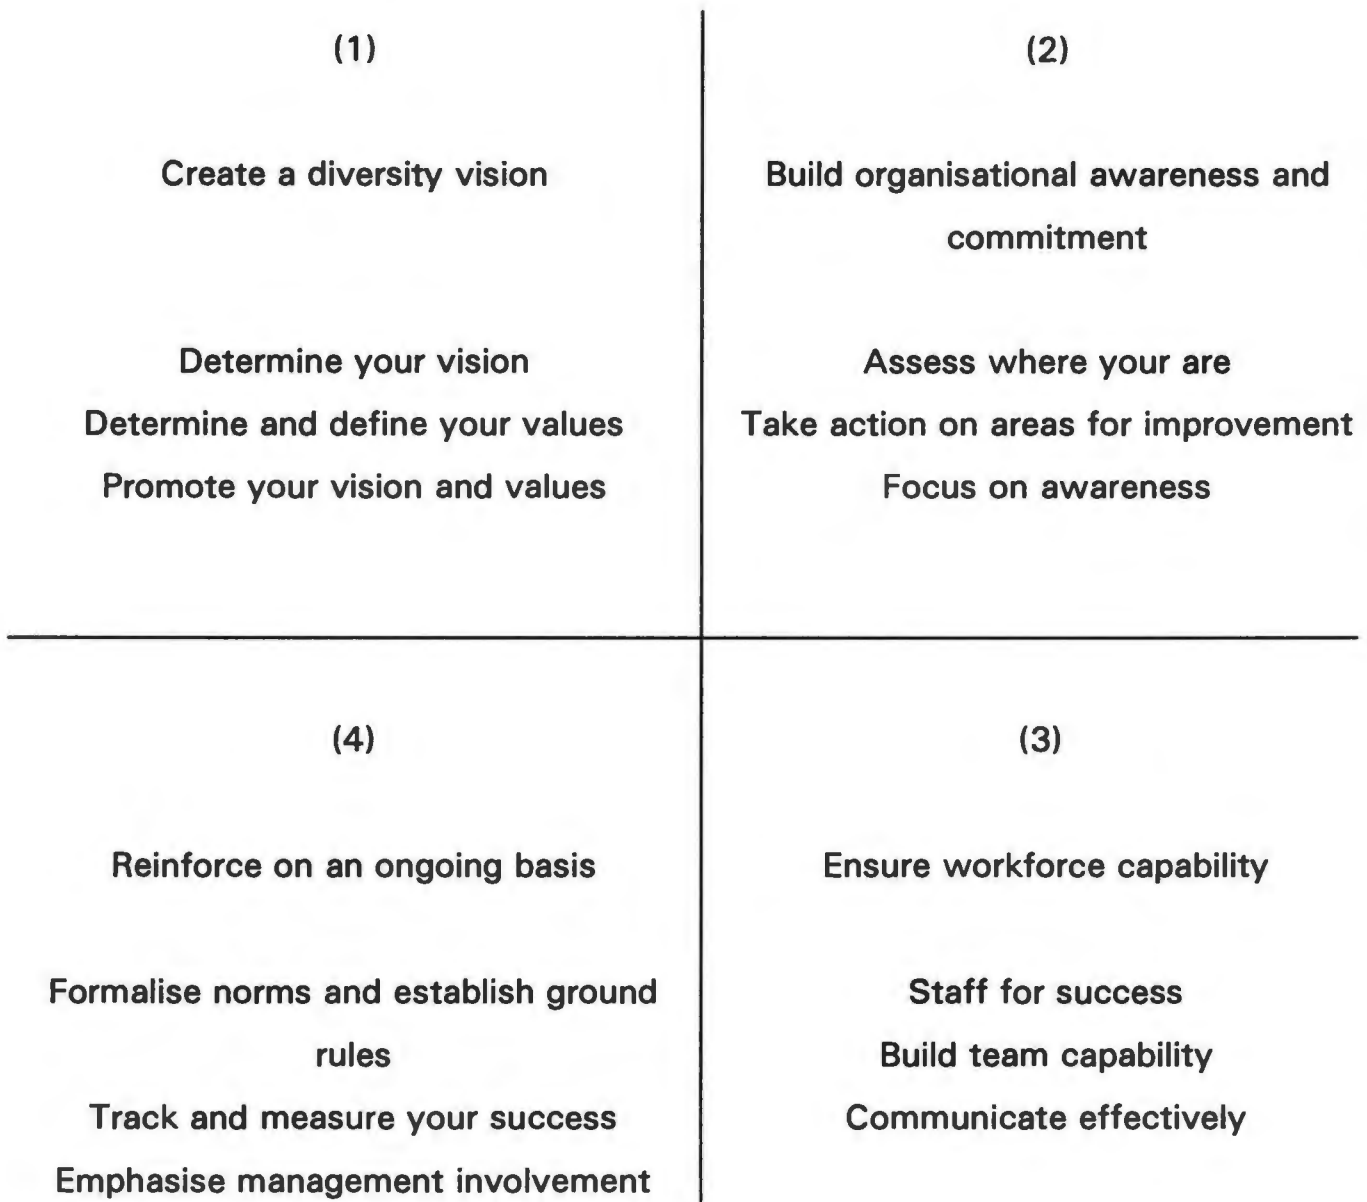 (1)
Create a diversity vision
Determine your vision
Determine and define your values
Promote your vision and values
(2)
Build organisational awareness and
commitment
Assess where your are
Take action on areas for improvement
Focus on awareness
(4)
Reinforce on an ongoing basis
Formalise norms and establish ground
rules
Track and measure your success
Emphasise management involvement
(3)
Ensure workforce capability
Staff for success
Build team capability
Communicate effectively